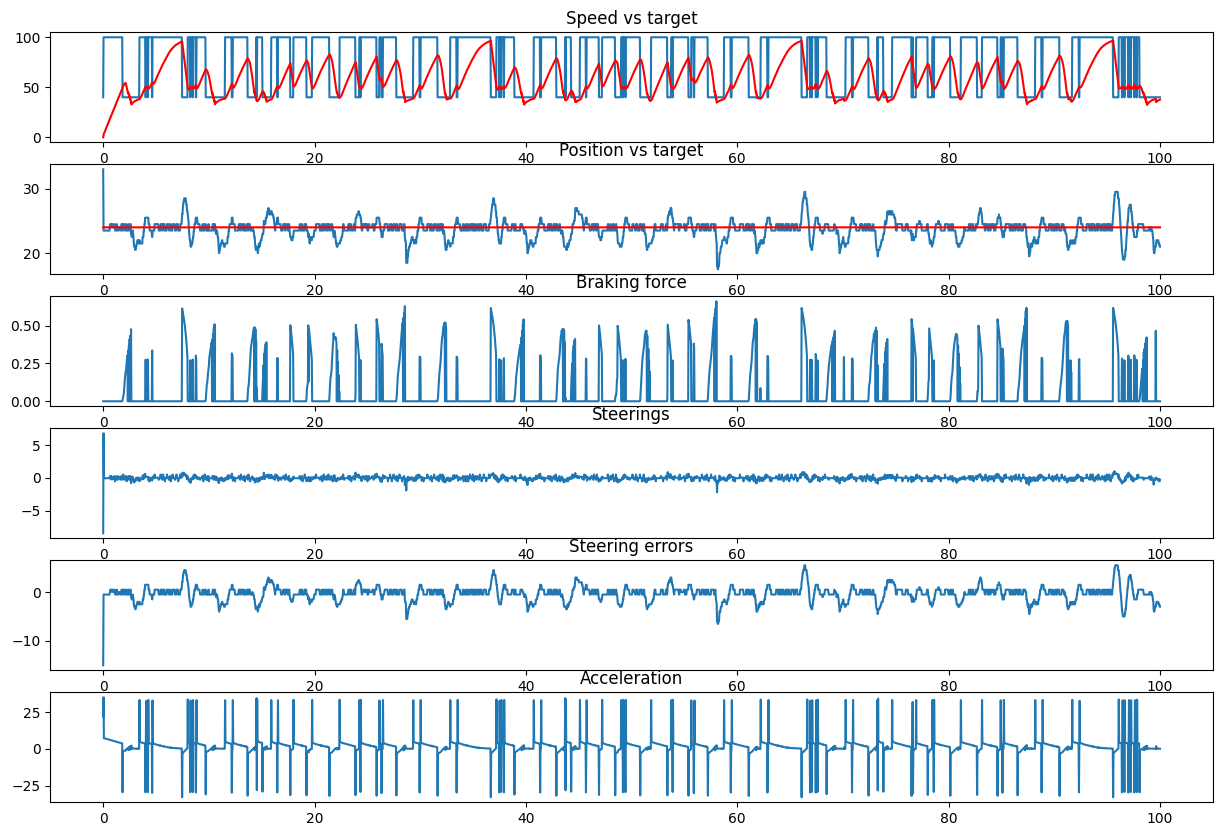 Speed vs target
100
50
0
0 20 40 60 80 100
Position vs target
30
20
0 20 40 60 80 100
Braking force
0.50
0.25
0.00
0 20 40 60 80 100
Steerings
5
0
−5
0 20 40 60 80 100
Steering errors
0
−10
0 20 40 60 80 100
Acceleration
25
0
−25
0 20 40 60 80 100